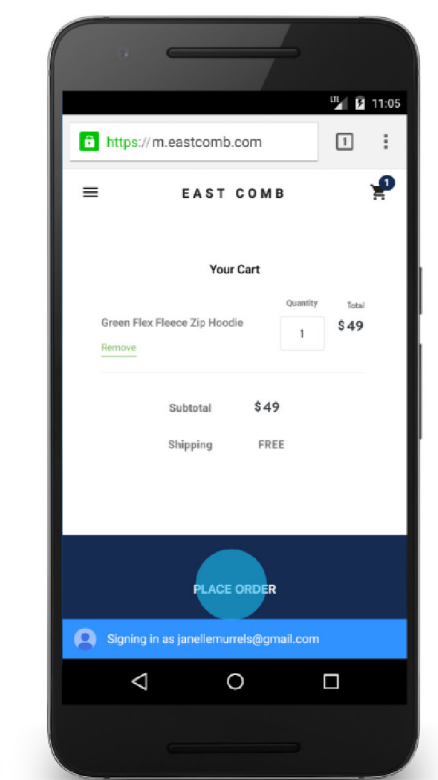 LTE 11:05
https://m.eastcomb.com 1
EAST COMB 1
Your Cart
Quantity Total
Green Flex Fleece Zip Hoodie 1 $49
Remove
Subtotal $49
Shipping FREE
PLACE ORDER
Signing in as janellemurrels@gmail.com